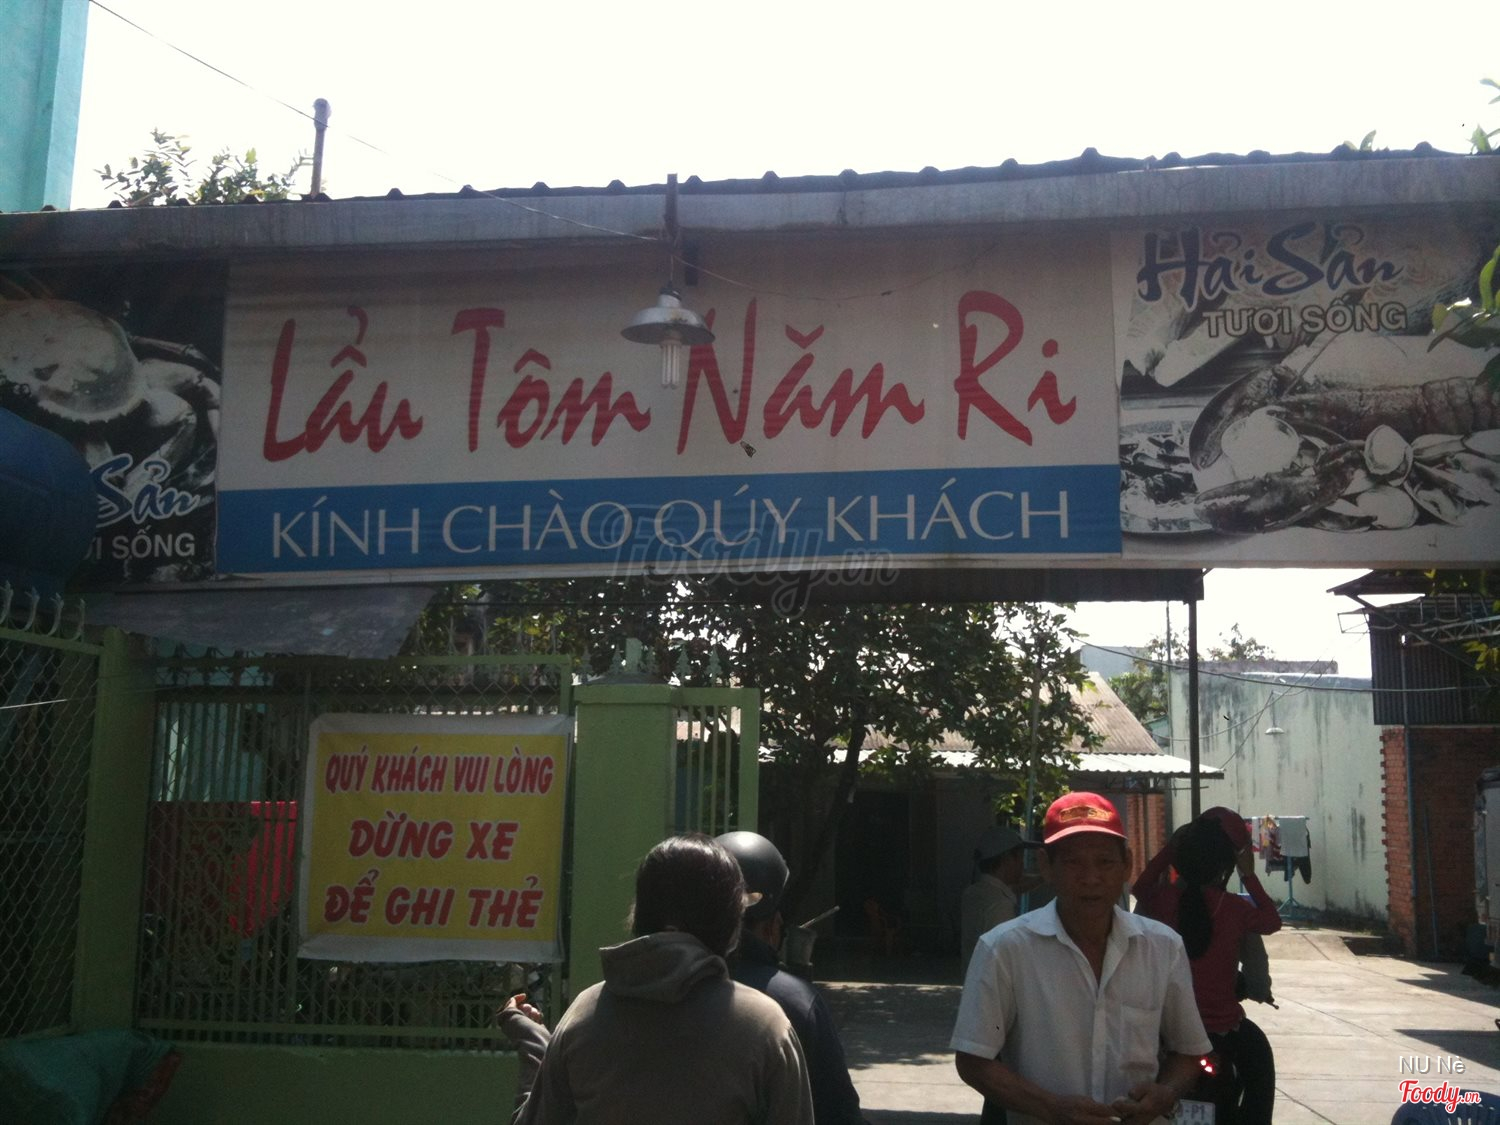 Lẩu Tôm Năm Ri
KÍNH CHÀO QÚY KHÁCH
Hải Sản
TƯƠI SỐNG
Sản
SỐNG
QUÝ KHÁCH VUI LÒNG
DỪNG XE
ĐỂ GHI THẺ
Foody.vn
NU Nè
Foody.vn